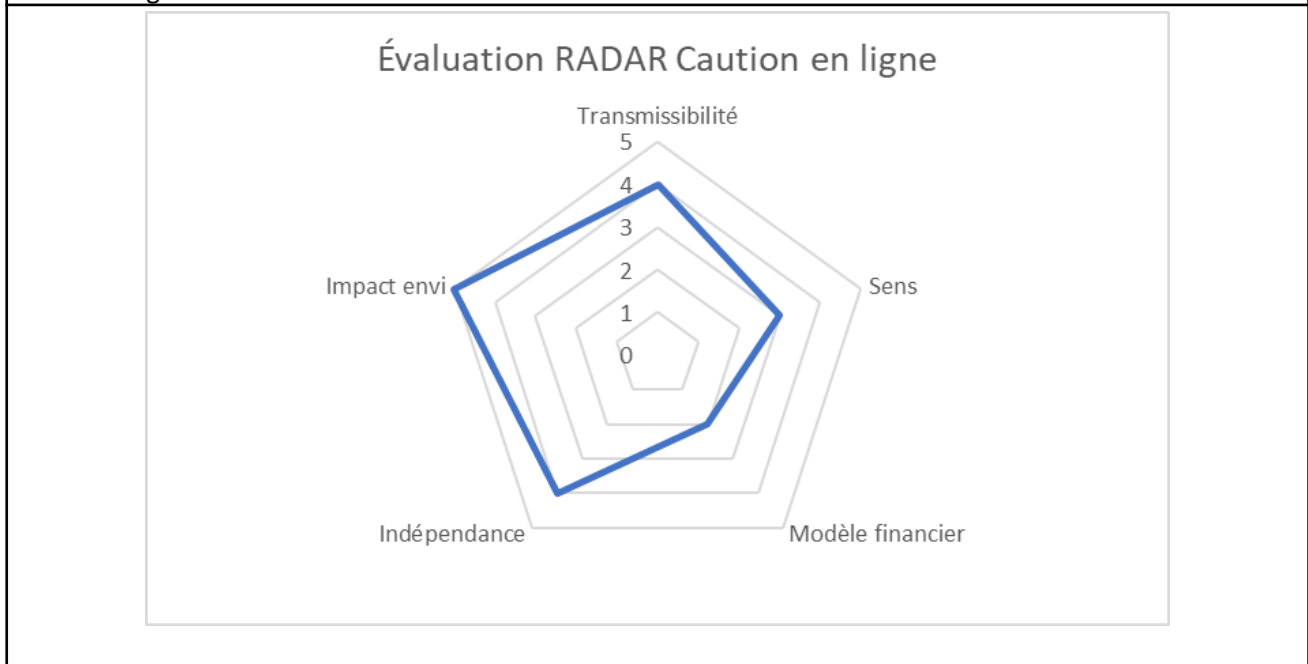 Évaluation RADAR Caution en ligne
Transmissibilité
5
4
3
2
1
0
Impact envi
Sens
Indépendance
Modèle financier